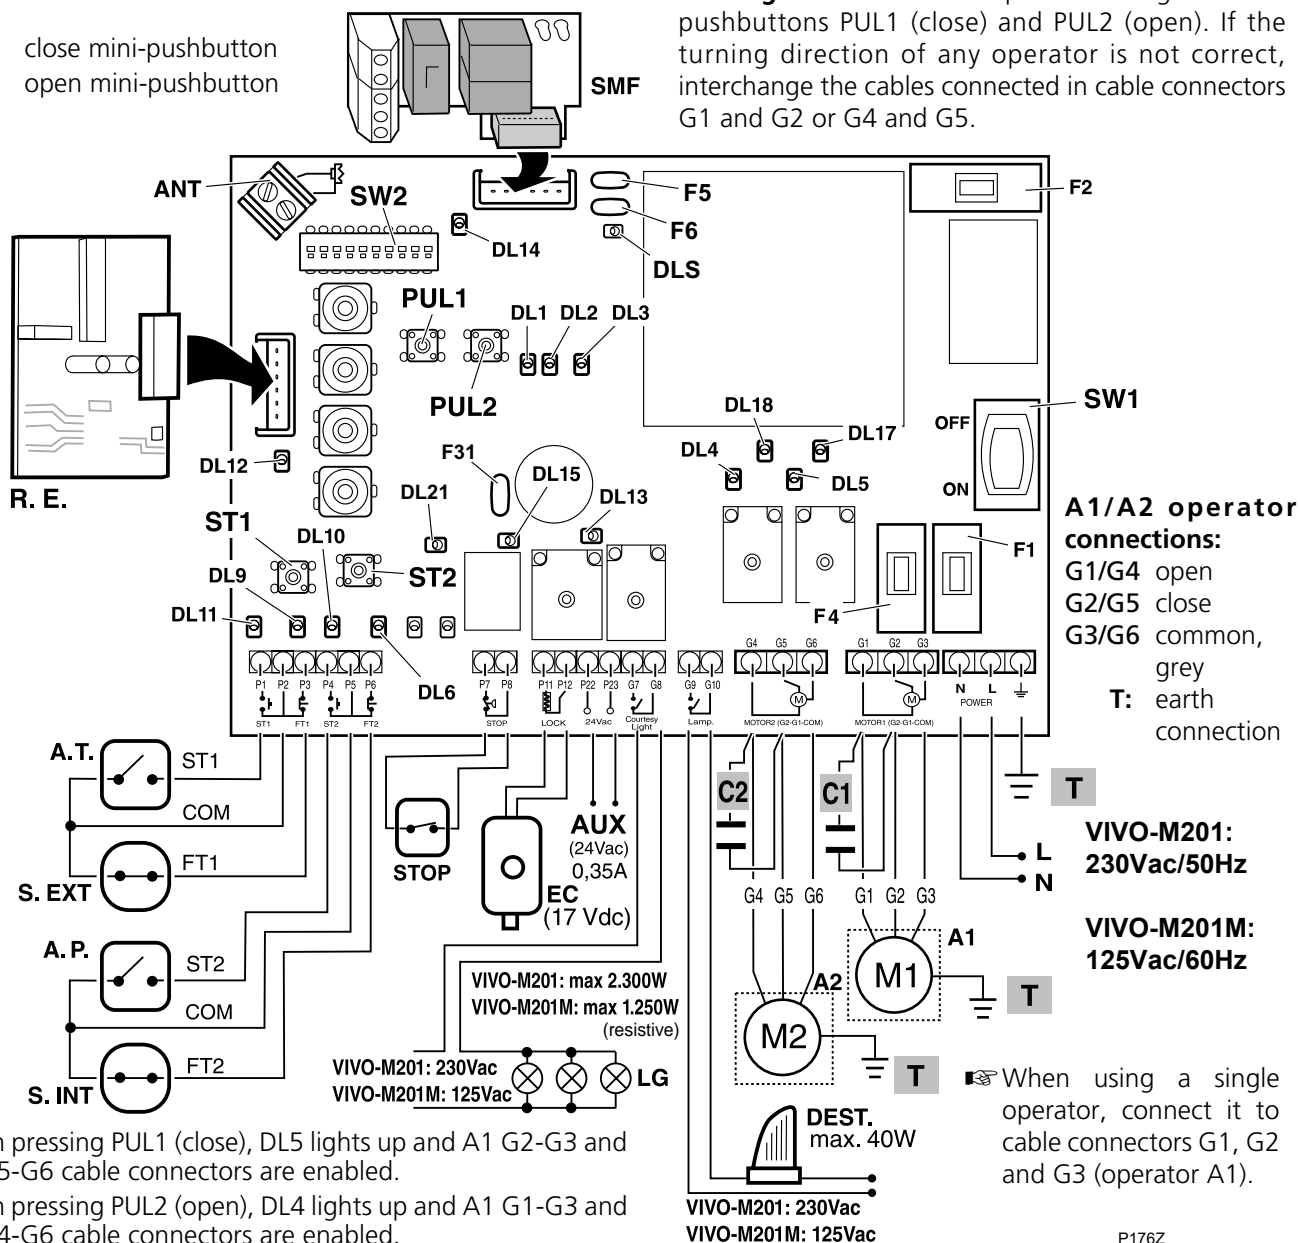 close mini-pushbutton
open mini-pushbutton
pushbuttons PUL1 (close) and PUL2 (open). If the
turning direction of any operator is not correct,
interchange the cables connected in cable connectors
G1 and G2 or G4 and G5.
SMF
ANT
SW2
DL14
F5
F6
DLS
F2
PUL1
DL1 DL2 DL3
PUL2
DL18
DL17
DL4
DL5
OFF
SW1
ON
R. E.
DL12
F31
DL21
DL15
DL13
ST1
DL10
DL9
ST2
DL11
DL6
F4
F1
A1/A2 operator
connections:
G1/G4 open
G2/G5 close
G3/G6 common,
grey
T: earth
connection
P1 P2 P3 P4 P5 P6
ST1 FT1 ST2 FT2
P7 P8
STOP
P11 P12 P22 P23 G7 G8
LOCK 24Vac Courtesy
Light
G9 G10
Lamp.
G4 G5 G6
M
MOTOR2 (G2-G1-COM)
G1 G2 G3
M
MOTOR1 (G2-G1-COM)
N L
POWER
A.T.
ST1
COM
FT1
S. EXT
A.P.
ST2
COM
FT2
S. INT
STOP
EC
(17 Vdc)
AUX
(24Vac)
0,35A
C2
C1
T
L
N
VIVO-M201:
230Vac/50Hz
VIVO-M201M:
125Vac/60Hz
G4 G5 G6
G1 G2 G3
A1
M1
T
A2
M2
T
VIVO-M201: max 2.300W
VIVO-M201M: max 1.250W
(resistive)
VIVO-M201: 230Vac
VIVO-M201M: 125Vac
LG
DEST.
max. 40W
VIVO-M201: 230Vac
VIVO-M201M: 125Vac
☞When using a single
operator, connect it to
cable connectors G1, G2
and G3 (operator A1).
pressing PUL1 (close), DL5 lights up and A1 G2-G3 and
5-G6 cable connectors are enabled.
pressing PUL2 (open), DL4 lights up and A1 G1-G3 and
4-G6 cable connectors are enabled.
P176Z